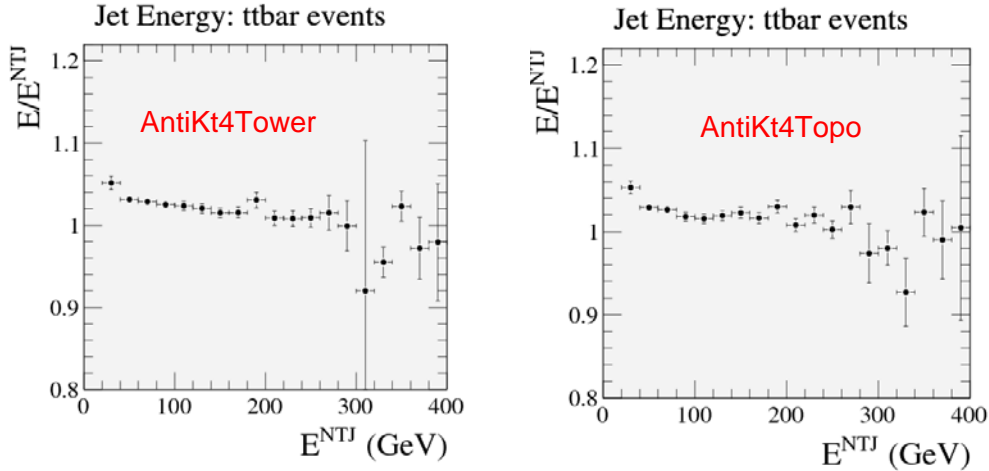 Jet Energy: ttbar events
E/E^NTJ
1.2
1.1
1
0.9
0.8
AntiKt4Tower
0
100
200
300
400
E^NTJ (GeV)
Jet Energy: ttbar events
E/E^NTJ
1.2
1.1
1
0.9
0.8
AntiKt4Topo
0
100
200
300
400
E^NTJ (GeV)